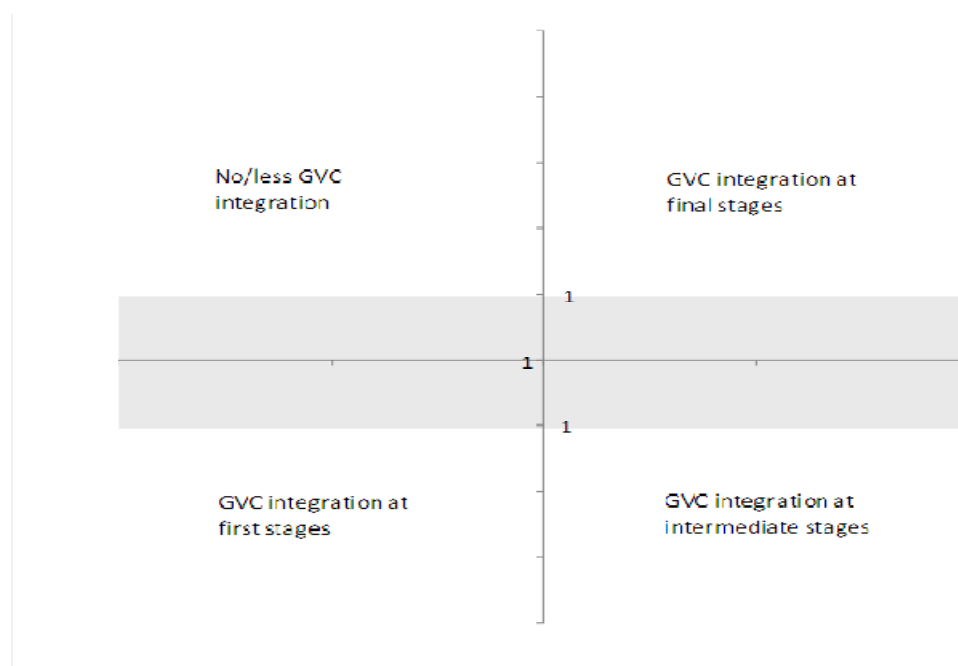 No/less GVC
integration
GVC integration at
final stages
1
1
1
GVC integration at
first stages
GVC integration at
intermediate stages